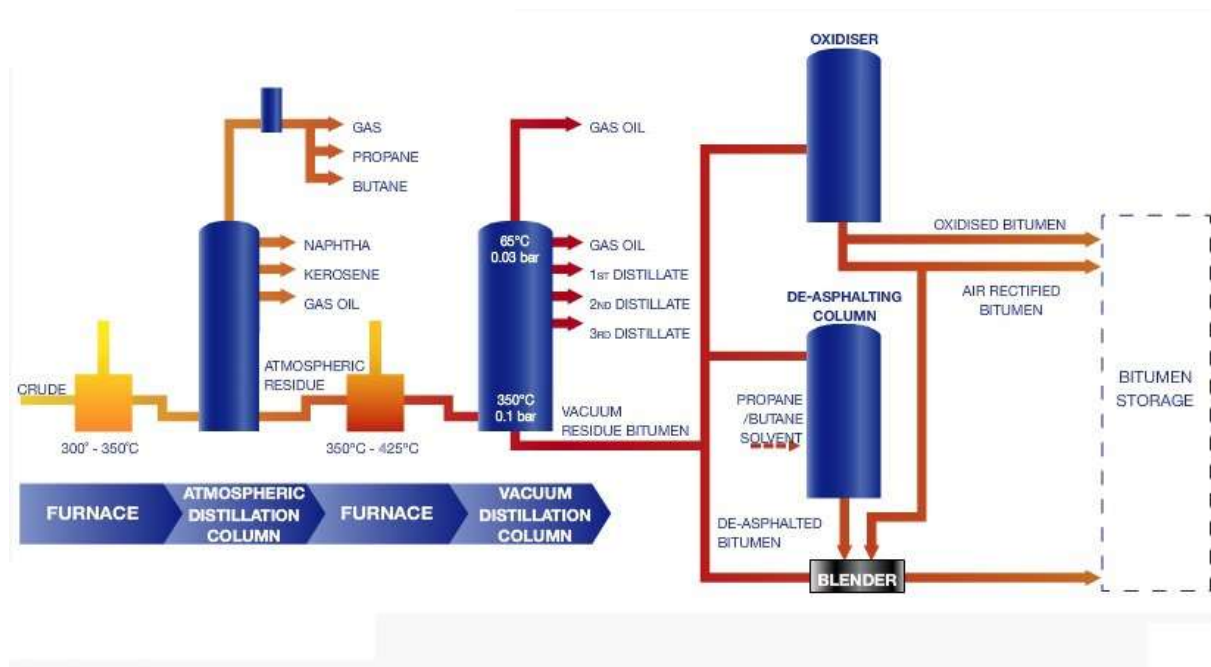 OXIDISER
GAS
PROPANE
BUTANE
GAS OIL
NAPHTHA
KEROSENE
GAS OIL
65°C
0.03 bar
GAS OIL
1ST DISTILLATE
2ND DISTILLATE
3RD DISTILLATE
OXIDISED BITUMEN
AIR RECTIFIED
BITUMEN
DE-ASPHALTING
COLUMN
CRUDE
300° - 350°C
ATMOSPHERIC
RESIDUE
350°C - 425°C
350°C
0.1 bar
VACUUM
RESIDUE BITUMEN
PROPANE
/BUTANE
SOLVENT
BITUMEN
STORAGE
FURNACE
ATMOSPHERIC
DISTILLATION
COLUMN
FURNACE
VACUUM
DISTILLATION
COLUMN
DE-ASPHALTED
BITUMEN
BLENDER